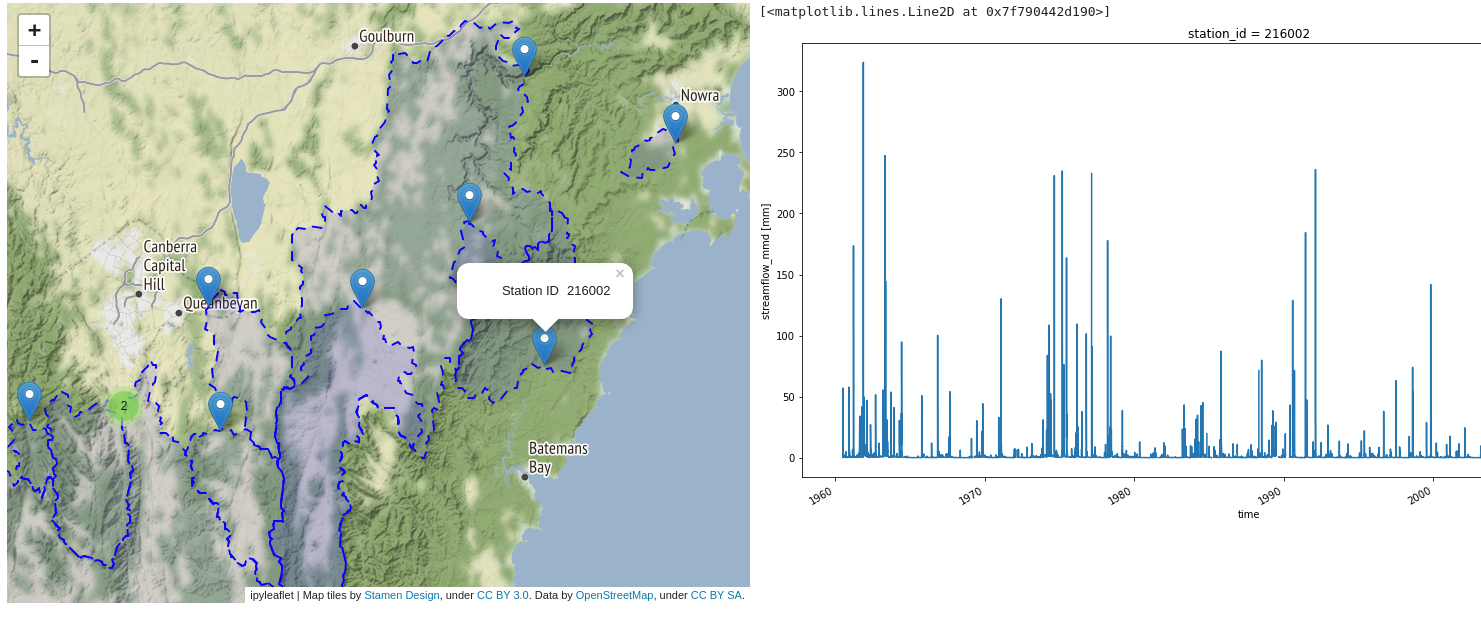 +
-
Goulburn
Nowra
Canberra
Capital
Hill
Queanbeyan
×
Station ID 216002
2
Batemans
Bay
ipyleaflet | Map tiles by Stamen Design, under CC BY 3.0. Data by OpenStreetMap, under CC BY SA.
[<matplotlib.lines.Line2D at 0x7f790442d190>]
station_id = 216002
streamflow_mmd [mm]
300
250
200
150
100
50
0
1960
1970
1980
1990
2000
time